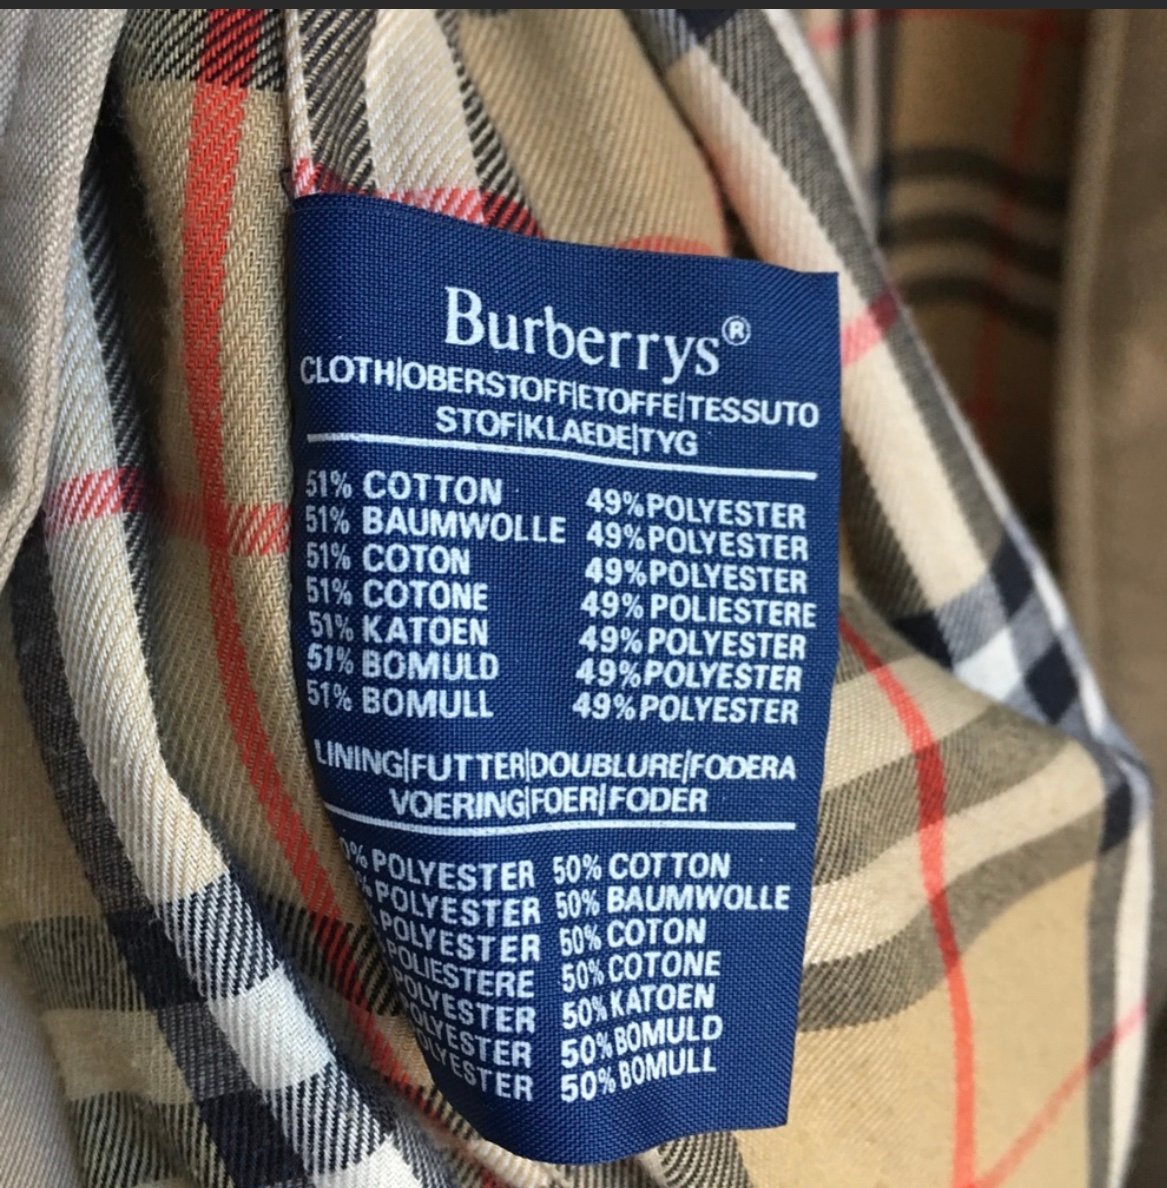 Burberrys®
CLOTH|OBERSTOFF|ETOFFE|TESSUTO
STOF|KLAEDE|TYG
51% COTTON 49% POLYESTER
51% BAUMWOLLE 49% POLYESTER
51% COTON 49% POLYESTER
51% COTONE 49% POLIESTERE
51% KATOEN 49% POLYESTER
51% BOMULD 49% POLYESTER
51% BOMULL 49% POLYESTER
LINING|FUTTER|DOUBLURE|FODERA
VOERING|FOER|FODER
0% POLYESTER 50% COTTON
% POLYESTER 50% BAUMWOLLE
POLYESTER 50% COTON
POLIESTERE 50% COTONE
POLYESTER 50% KATOEN
OLYESTER 50% BOMULD
OLYESTER 50% BOMULL